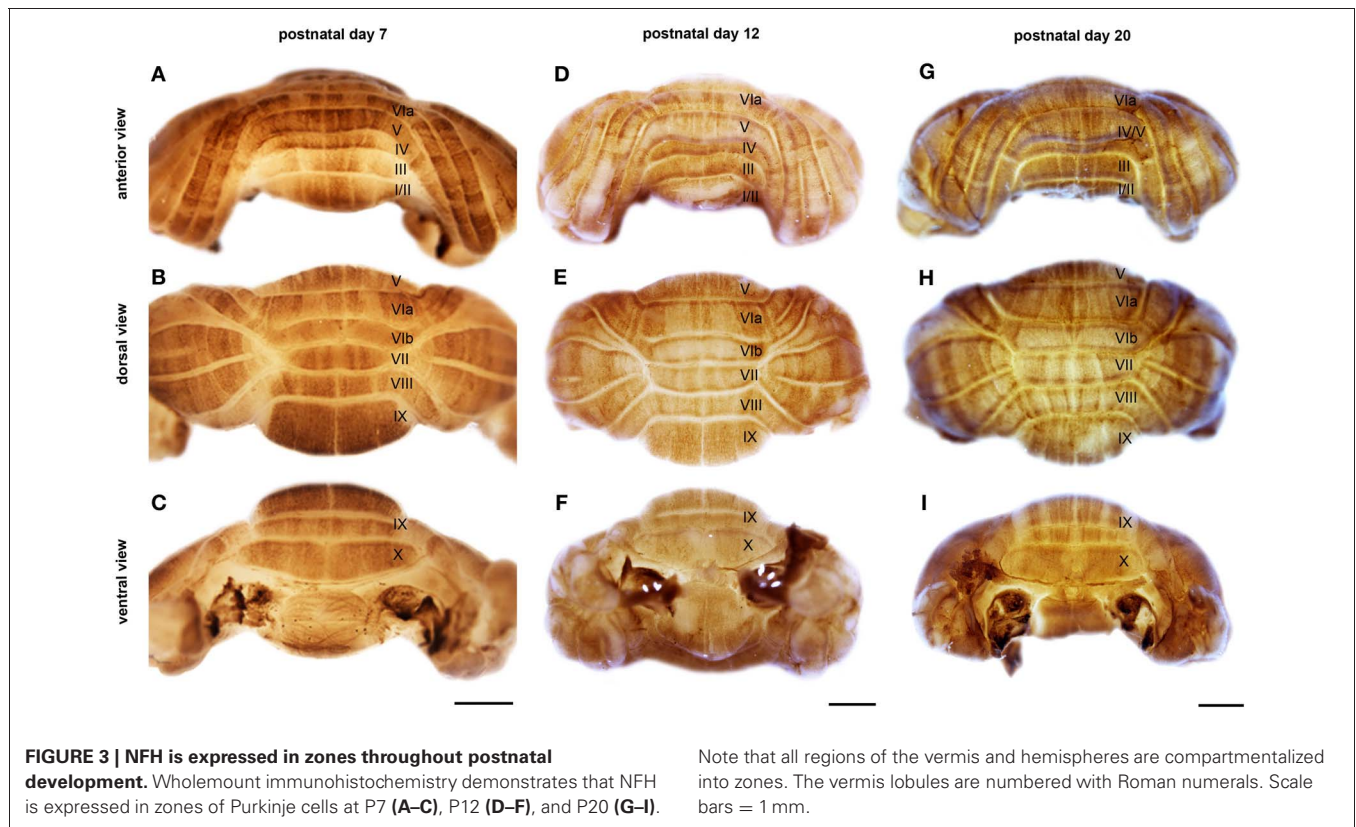 postnatal day 7
postnatal day 12
postnatal day 20
anterior view
A
VIa
V
IV
III
I/II
D
VIa
V
IV
III
I/II
G
VIa
IV/V
III
I/II
dorsal view
B
V
VIa
VIb
VII
VIII
IX
E
V
VIa
VIb
VII
VIII
IX
H
V
VIa
VIb
VII
VIII
IX
ventral view
C
IX
X
F
IX
X
I
IX
X
FIGURE 3 | NFH is expressed in zones throughout postnatal
development. Wholemount immunohistochemistry demonstrates that NFH
is expressed in zones of Purkinje cells at P7 (A–C), P12 (D–F), and P20 (G–I).
Note that all regions of the vermis and hemispheres are compartmentalized
into zones. The vermis lobules are numbered with Roman numerals. Scale
bars = 1 mm.